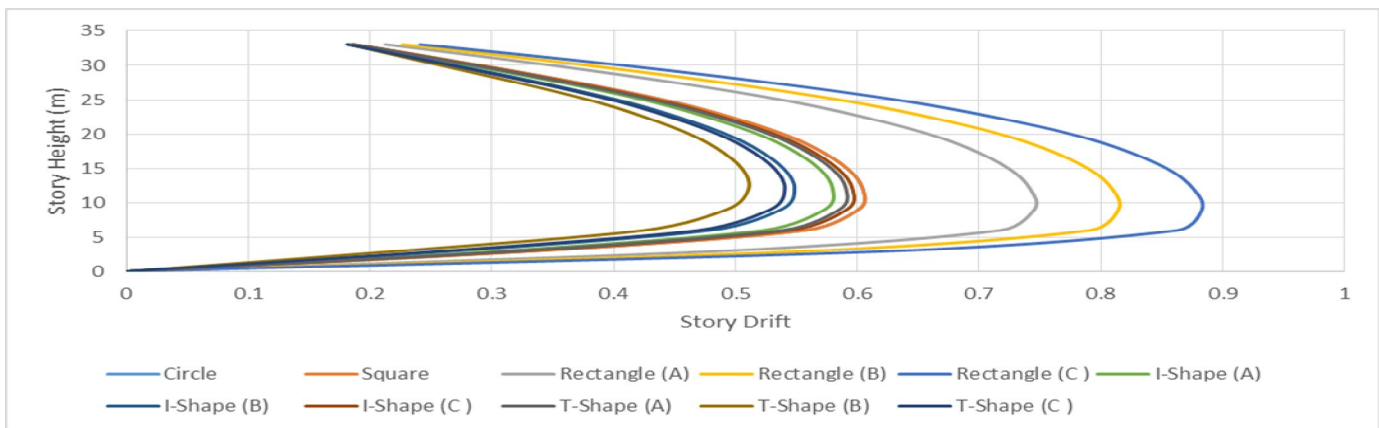 35
30
25
20
15
10
5
0
Story Height (m)
0 0.1 0.2 0.3 0.4 0.5 0.6 0.7 0.8 0.9 1
Story Drift
Circle Square Rectangle (A) Rectangle (B) Rectangle (C ) I-Shape (A)
I-Shape (B) I-Shape (C ) T-Shape (A) T-Shape (B) T-Shape (C )